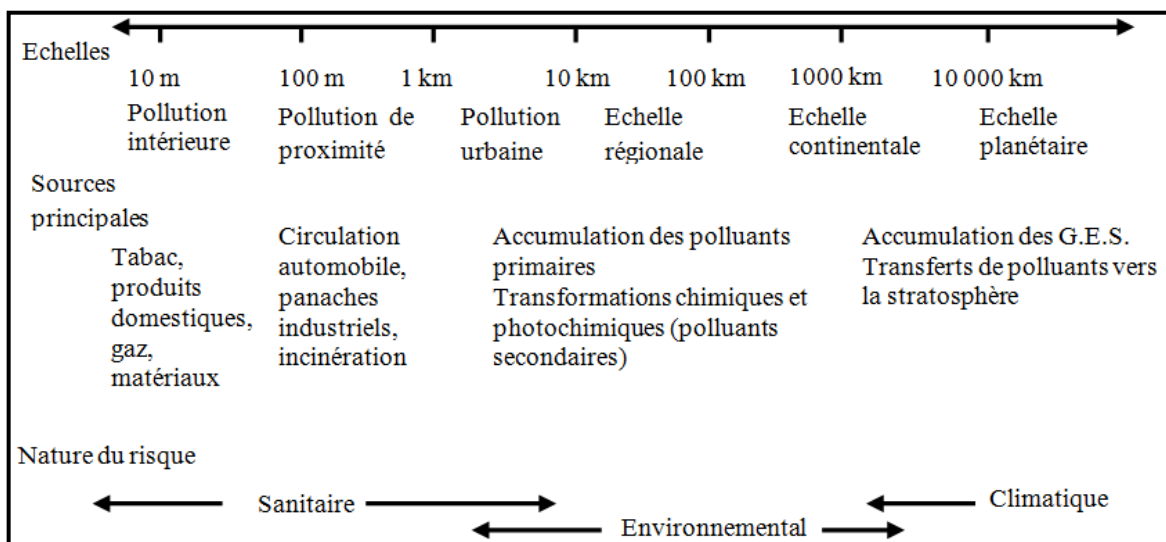 Echelles
10 m 100 m 1 km 10 km 100 km 1000 km 10 000 km
Pollution
intérieure
Pollution de
proximité
Pollution
urbaine
Echelle
régionale
Echelle
continentale
Echelle
planétaire
Sources
principales
Tabac,
produits
domestiques,
gaz,
matériaux
Circulation
automobile,
panaches
industriels,
incinération
Accumulation des polluants
primaires
Transformations chimiques et
photochimiques (polluants
secondaires)
Accumulation des G.E.S.
Transferts de polluants vers
la stratosphère
Nature du risque
Sanitaire
Environnemental
Climatique